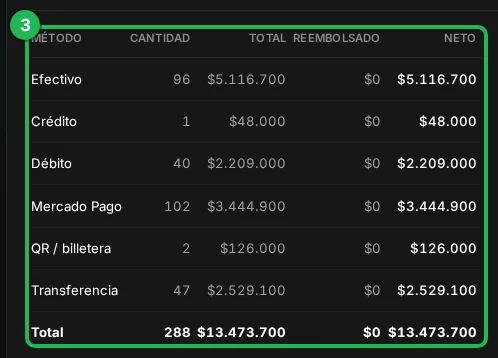 3
MÉTODO CANTIDAD TOTAL REEMBOLSADO NETO
Efectivo 96 $5.116.700 $0 $5.116.700
Crédito 1 $48.000 $0 $48.000
Débito 40 $2.209.000 $0 $2.209.000
Mercado Pago 102 $3.444.900 $0 $3.444.900
QR / billetera 2 $126.000 $0 $126.000
Transferencia 47 $2.529.100 $0 $2.529.100
Total 288 $13.473.700 $0 $13.473.700